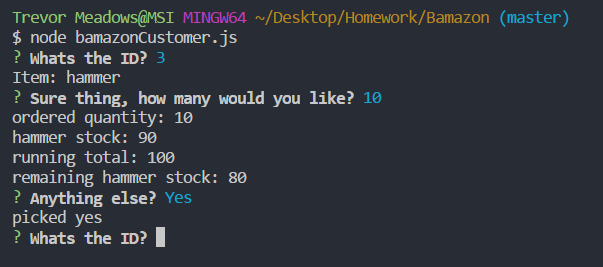 Trevor Meadows@MSI MINGW64 ~/Desktop/Homework/Bamazon (master)
$ node bamazonCustomer.js
? Whats the ID? 3
Item: hammer
? Sure thing, how many would you like? 10
ordered quantity: 10
hammer stock: 90
running total: 100
remaining hammer stock: 80
? Anything else? Yes
picked yes
? Whats the ID?